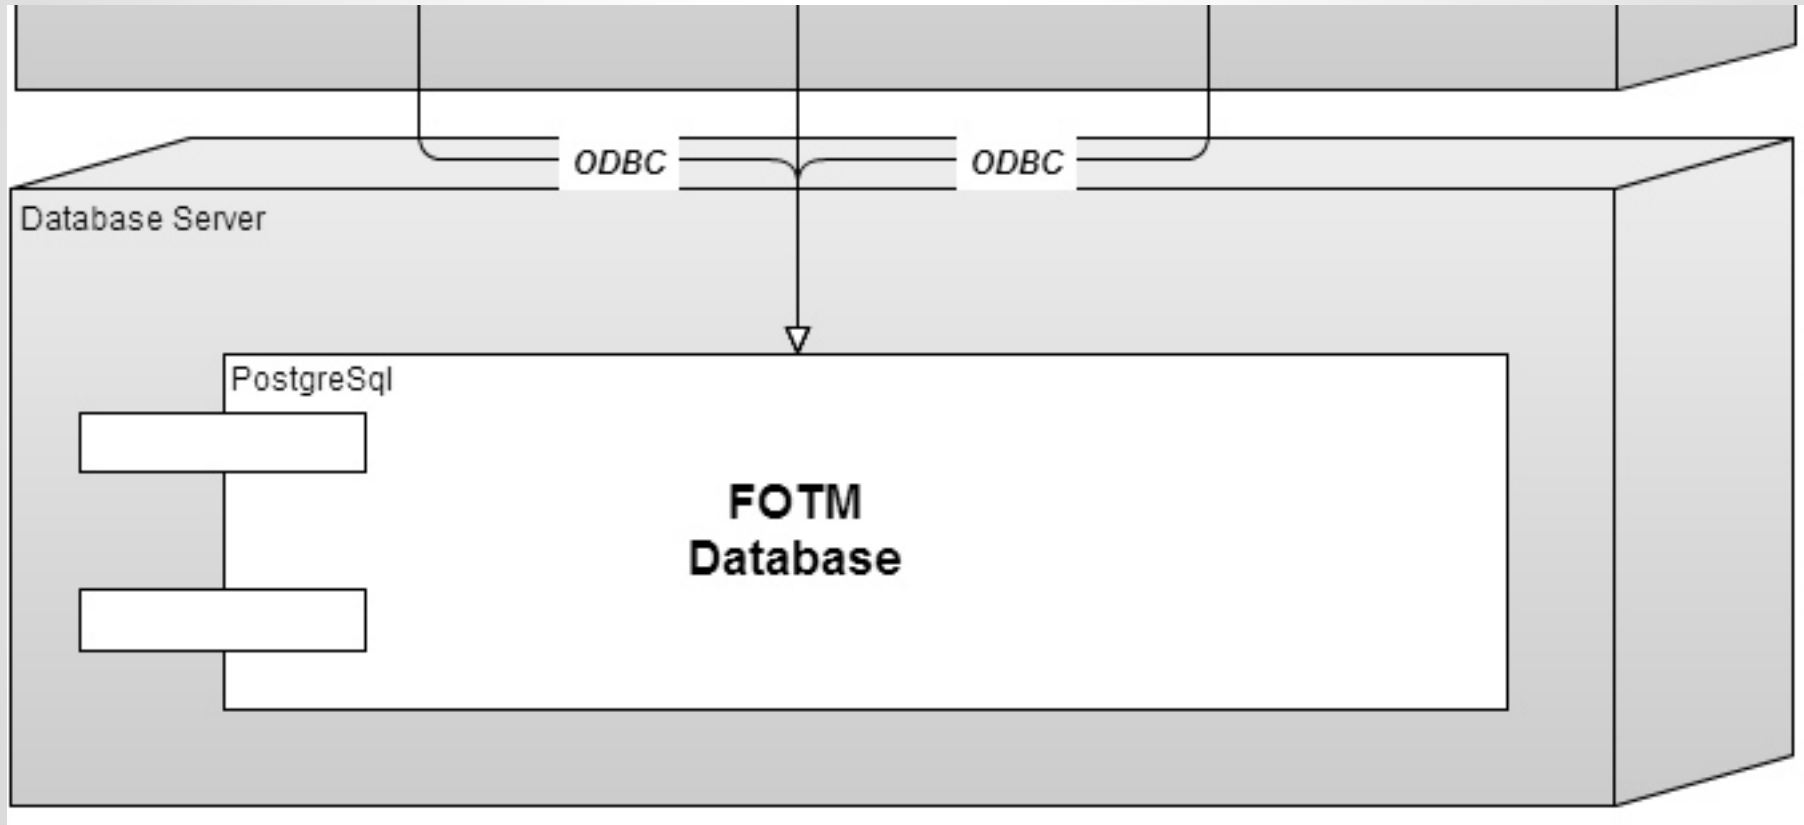 ODBC
ODBC
Database Server
PostgreSql
FOTM
Database